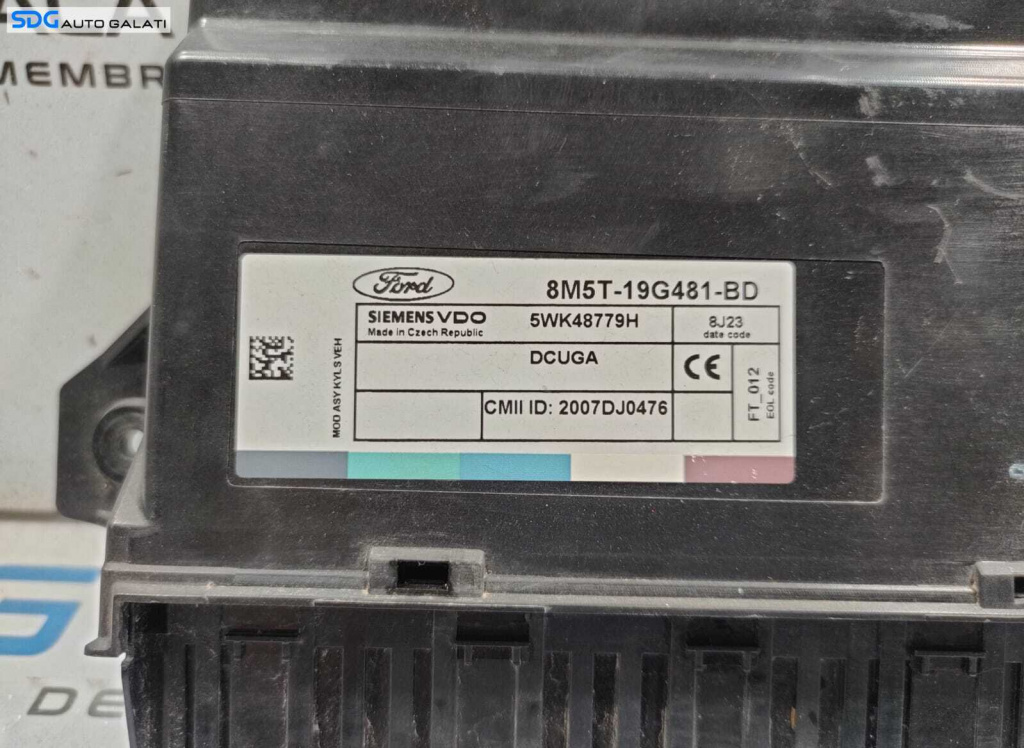 SDG AUTO GALATI
MEMBR
Ford
8M5T-19G481-BD
SIEMENS VDO
Made in Czech Republic
5WK48779H
8J23
date code
DCUGA
CE
CMII ID: 2007DJ0476
MOD ASY KYLS VEH
FT_012
EOL code
DE